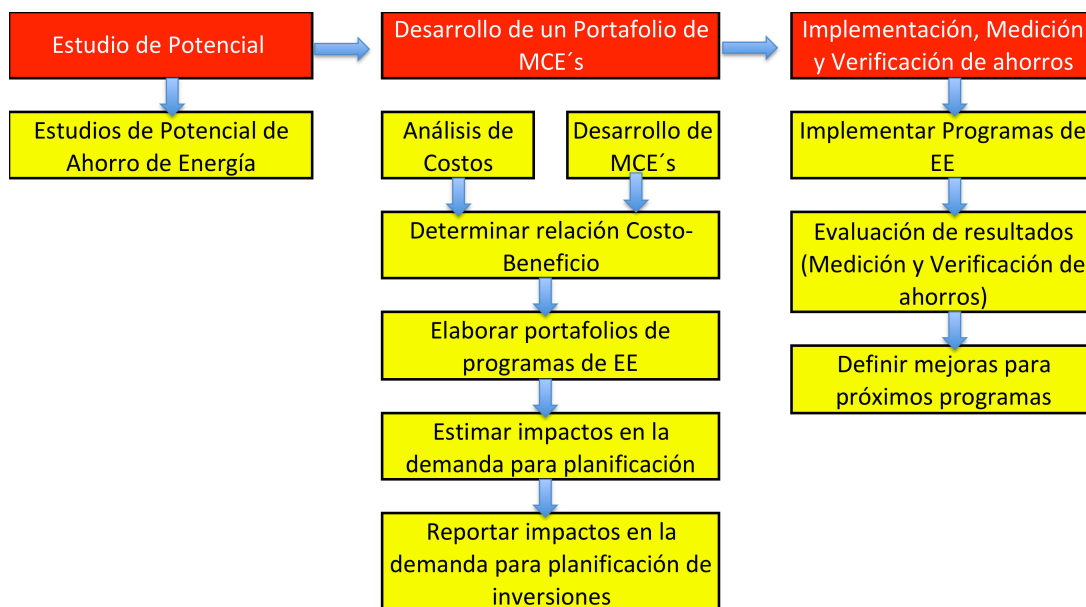 Estudio de Potencial
Desarrollo de un Portafolio de
MCE´s
Implementación, Medición
y Verificación de ahorros
Estudios de Potencial de
Ahorro de Energía
Análisis de
Costos
Desarrollo de
MCE´s
Determinar relación Costo-
Beneficio
Elaborar portafolios de
programas de EE
Estimar impactos en la
demanda para planificación
Reportar impactos en la
demanda para planificación de
inversiones
Implementar Programas de
EE
Evaluación de resultados
(Medición y Verificación de
ahorros)
Definir mejoras para
próximos programas